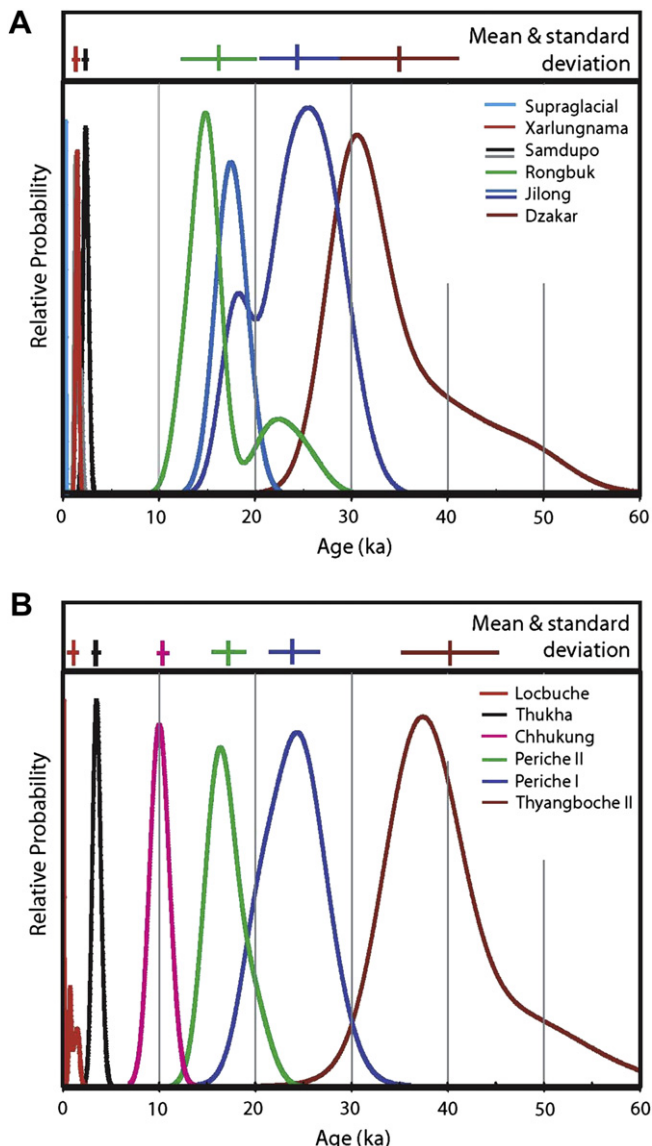 A
Mean & standard
deviation
Supraglacial
Xarlungnama
Samdupo
Rongbuk
Jilong
Dzakar
Relative Probability
0 10 20 30 40 50 60
Age (ka)
B
Mean & standard
deviation
Locbuche
Thukha
Chhukung
Periche II
Periche I
Thyangboche II
Relative Probability
0 10 20 30 40 50 60
Age (ka)